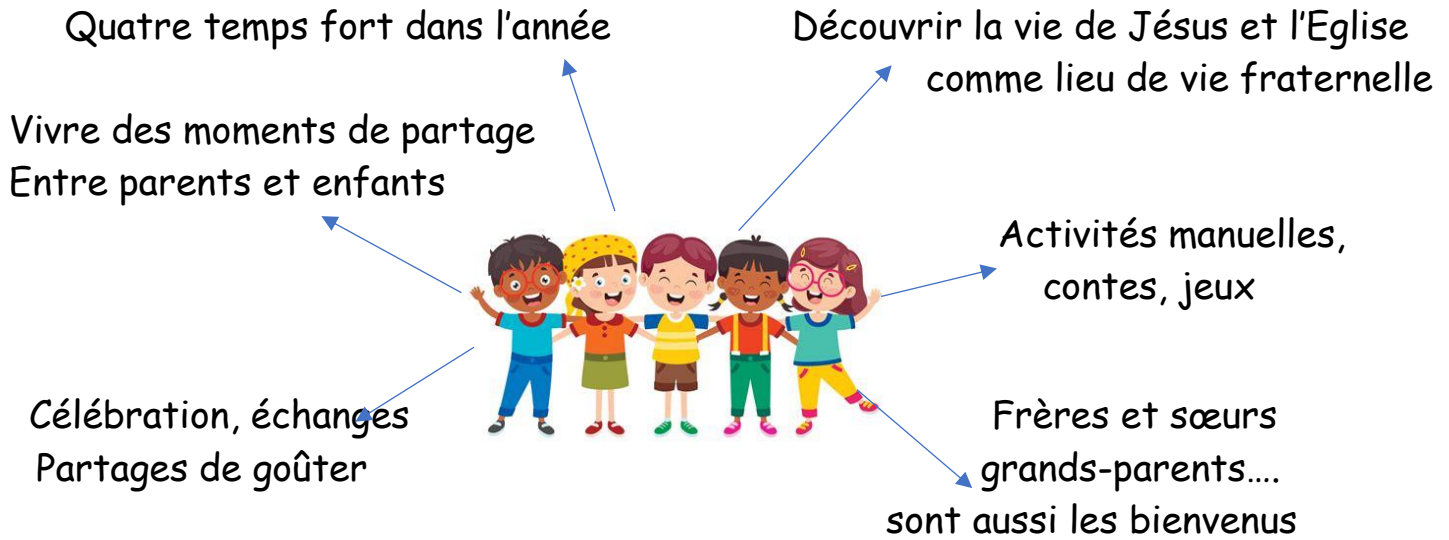 Quatre temps fort dans l'année
Découvrir la vie de Jésus et l'Eglise
comme lieu de vie fraternelle
Vivre des moments de partage
Entre parents et enfants
Activités manuelles,
contes, jeux
Célébration, échanges
Partages de goûter
Frères et sœurs
grands-parents….
sont aussi les bienvenus